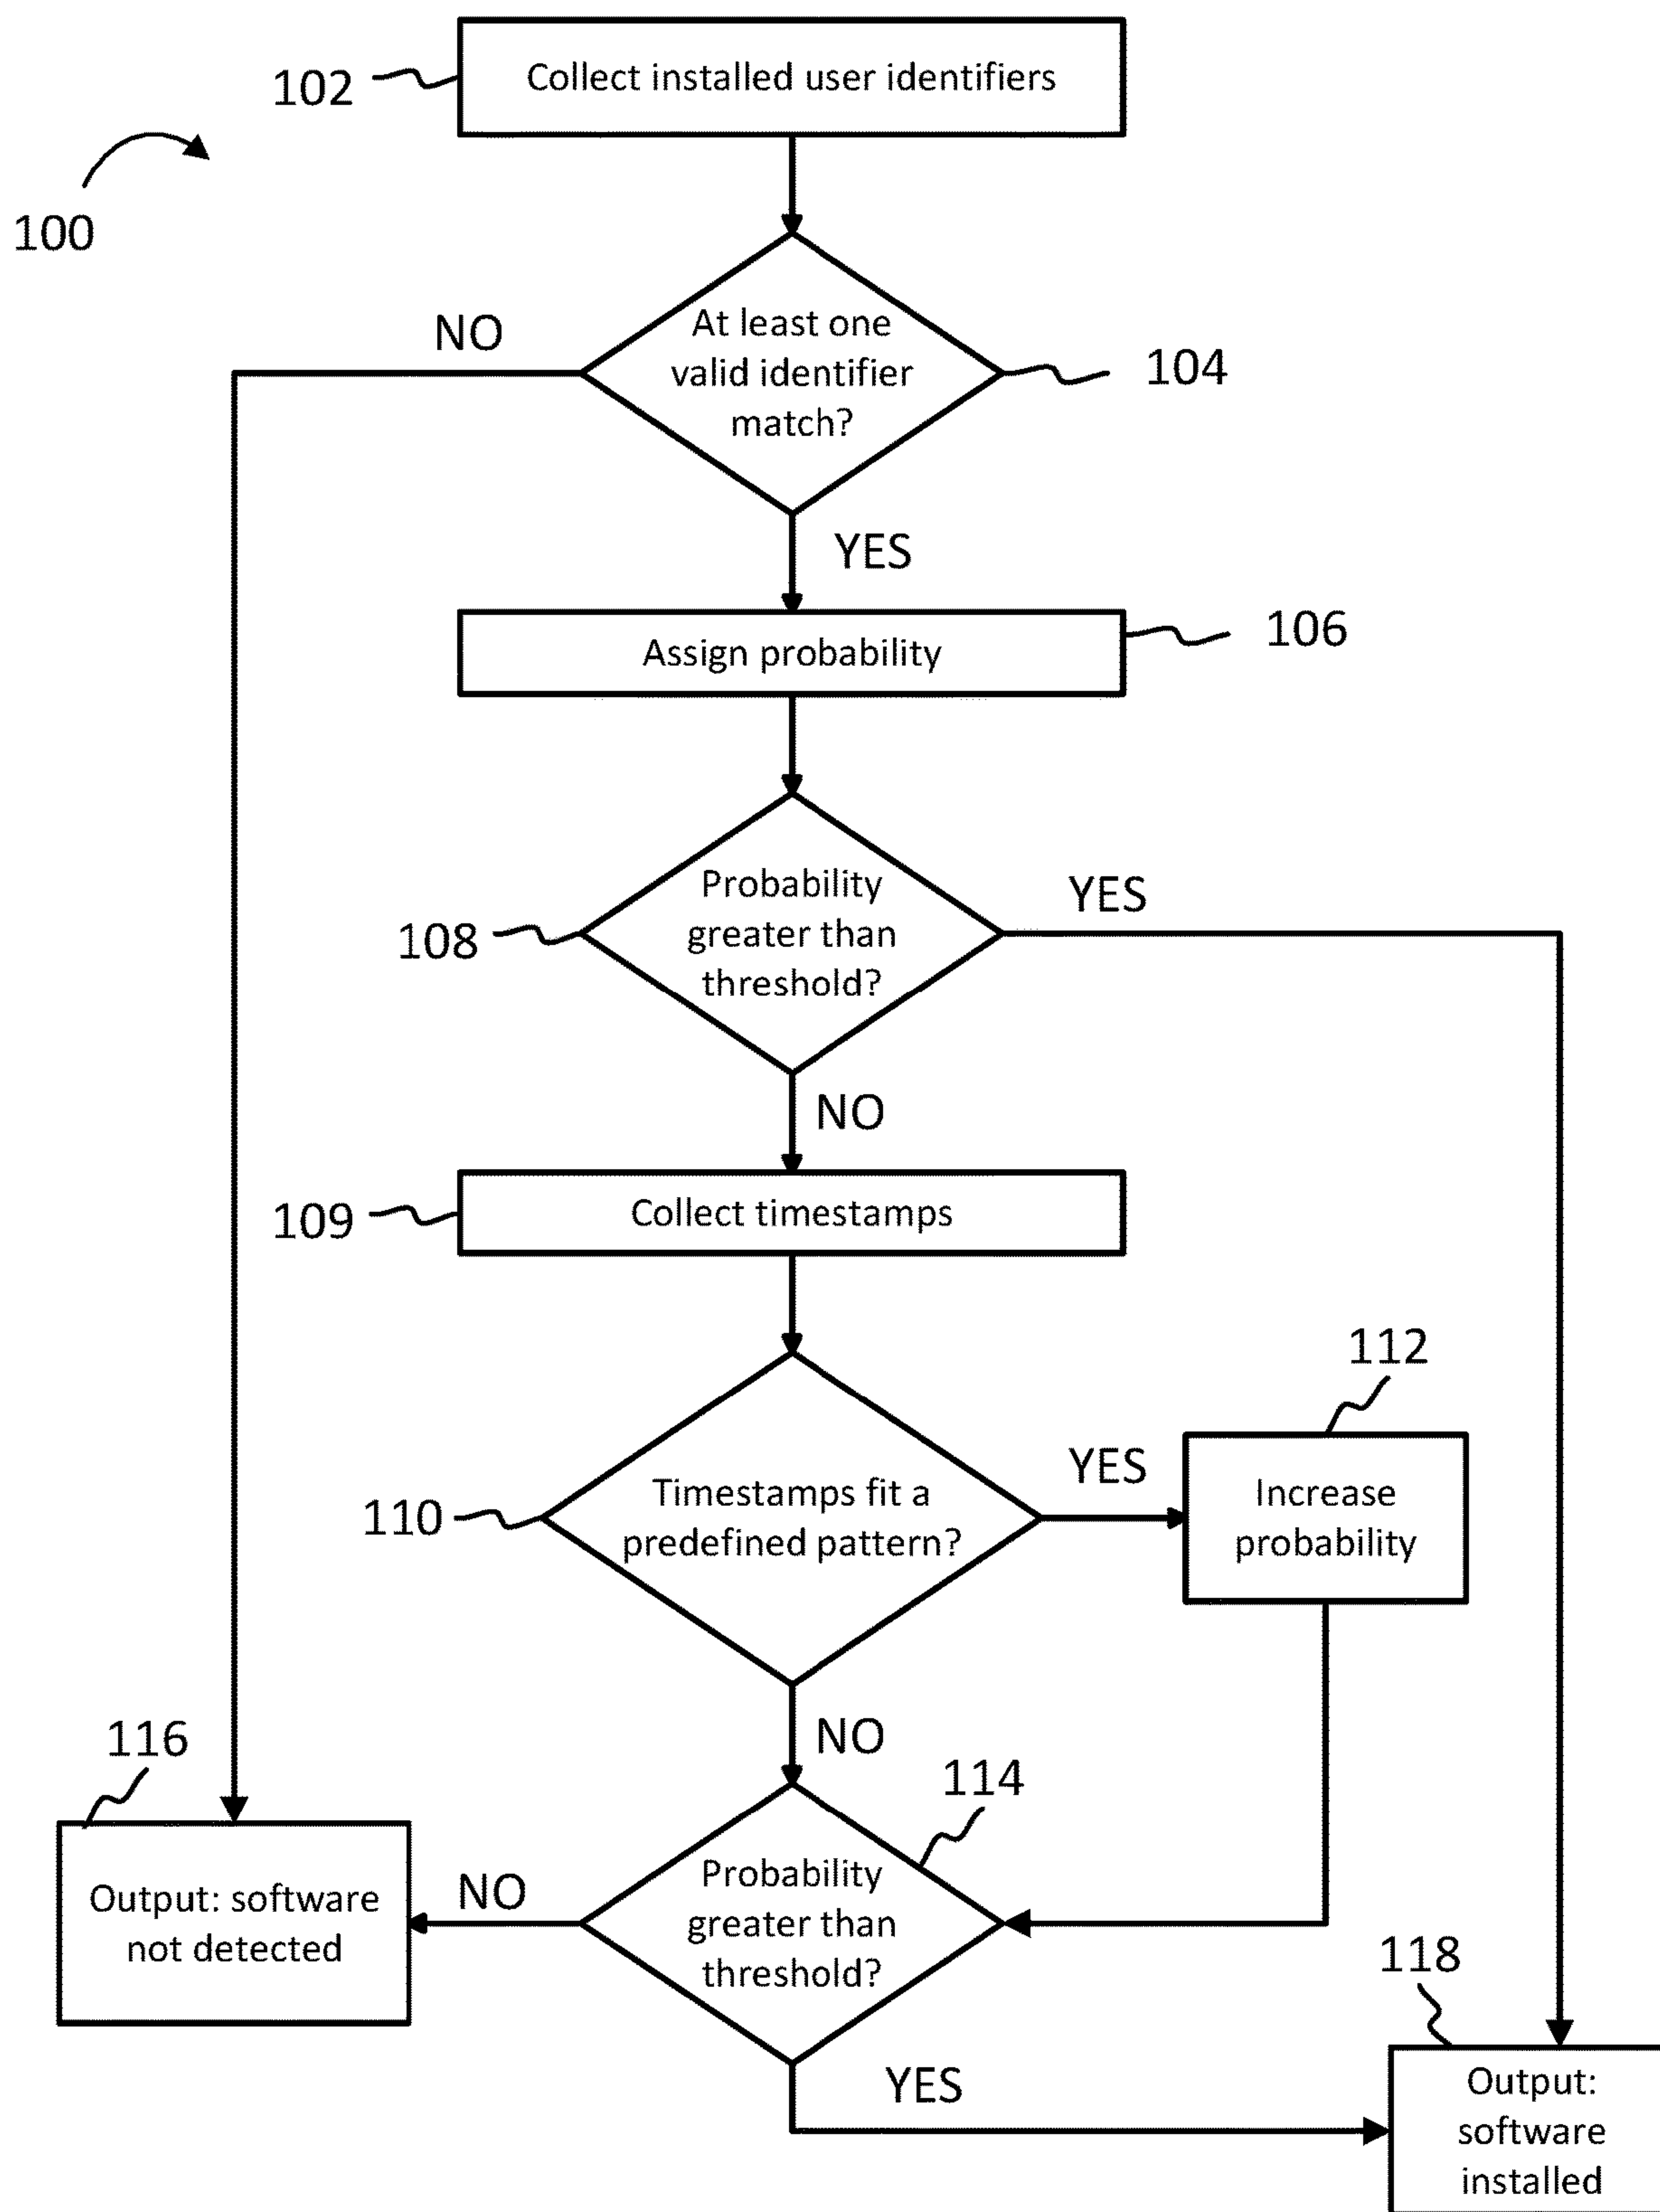 102
Collect installed user identifiers
100
NO
At least one
valid identifier
match?
104
YES
Assign probability
106
108
Probability
greater than
threshold?
YES
NO
109
Collect timestamps
112
110
Timestamps fit a
predefined pattern?
YES
Increase
probability
NO
116
114
Output: software
not detected
NO
Probability
greater than
threshold?
118
YES
Output:
software
installed